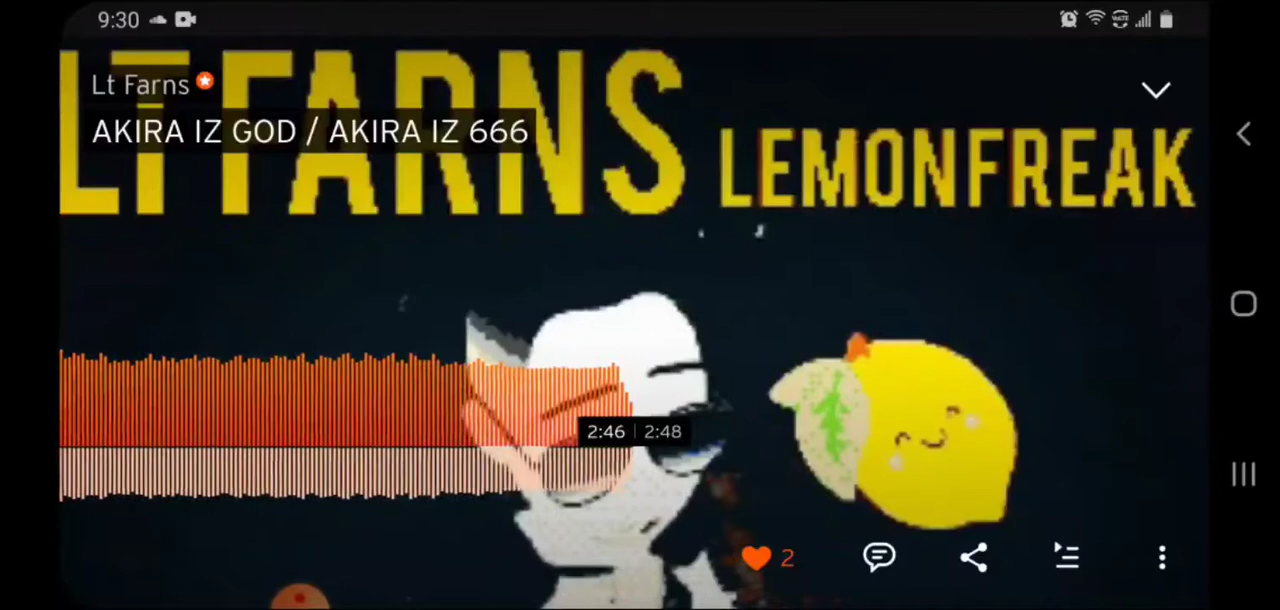 9:30
LT FARNS LEMONFREAK
Lt Farns
AKIRA IZ GOD / AKIRA IZ 666
2:46 | 2:48
2